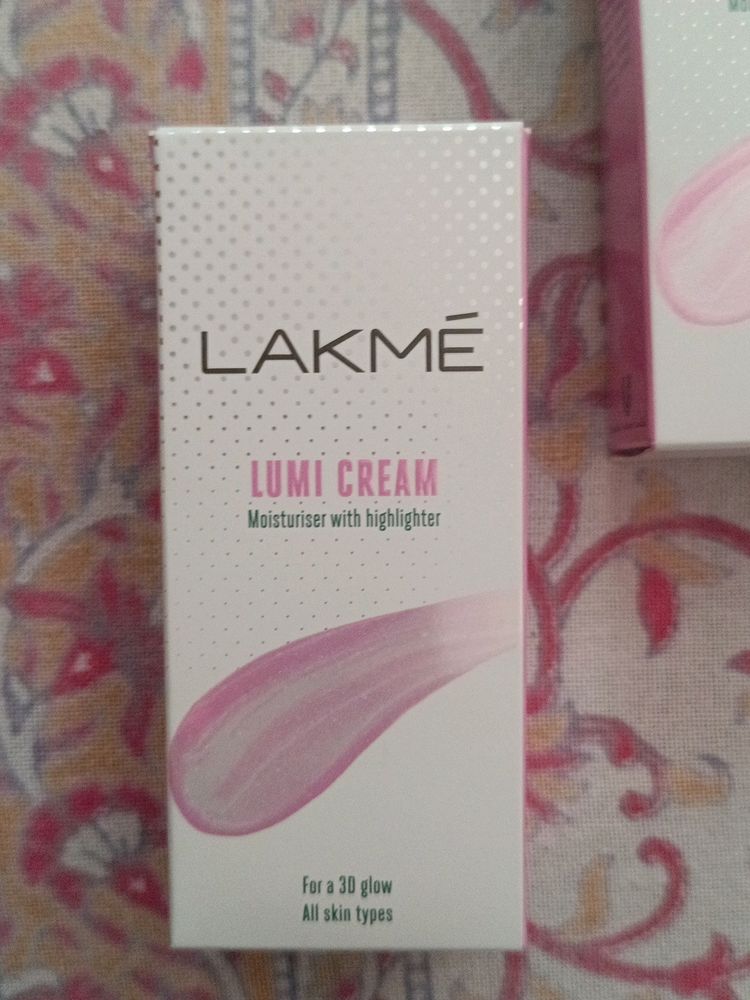 LAKMÉ
LUMI CREAM
Moisturiser with highlighter
For a 3D glow
All skin types